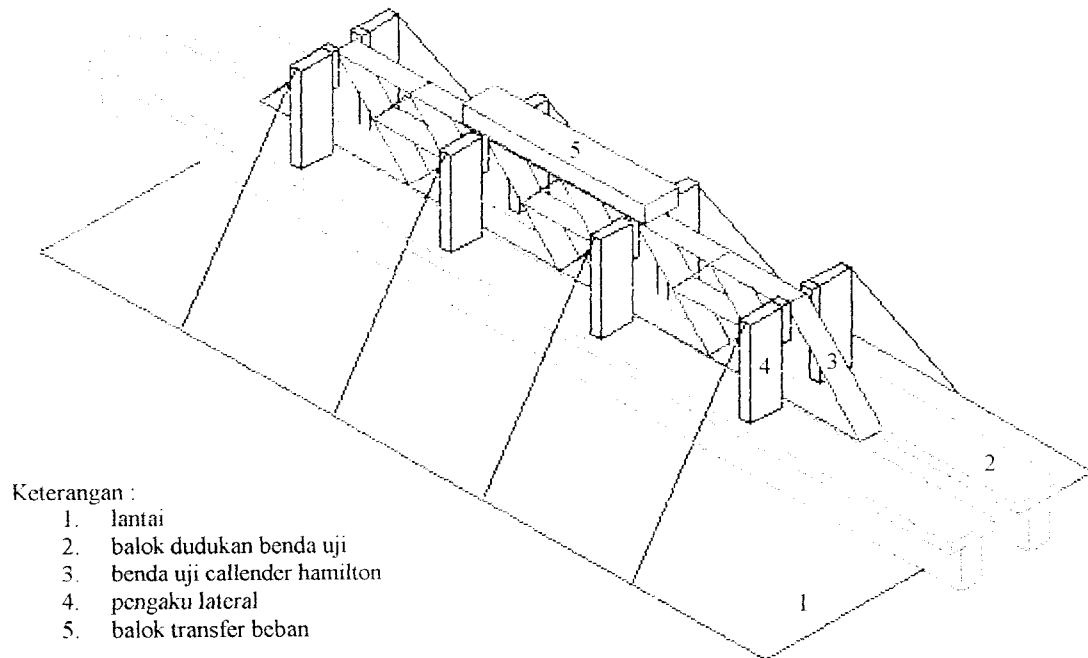 5
4
3
2
1
Keterangan :
1. lantai
2. balok dudukan benda uji
3. benda uji callender hamilton
4. pengaku lateral
5. balok transfer beban